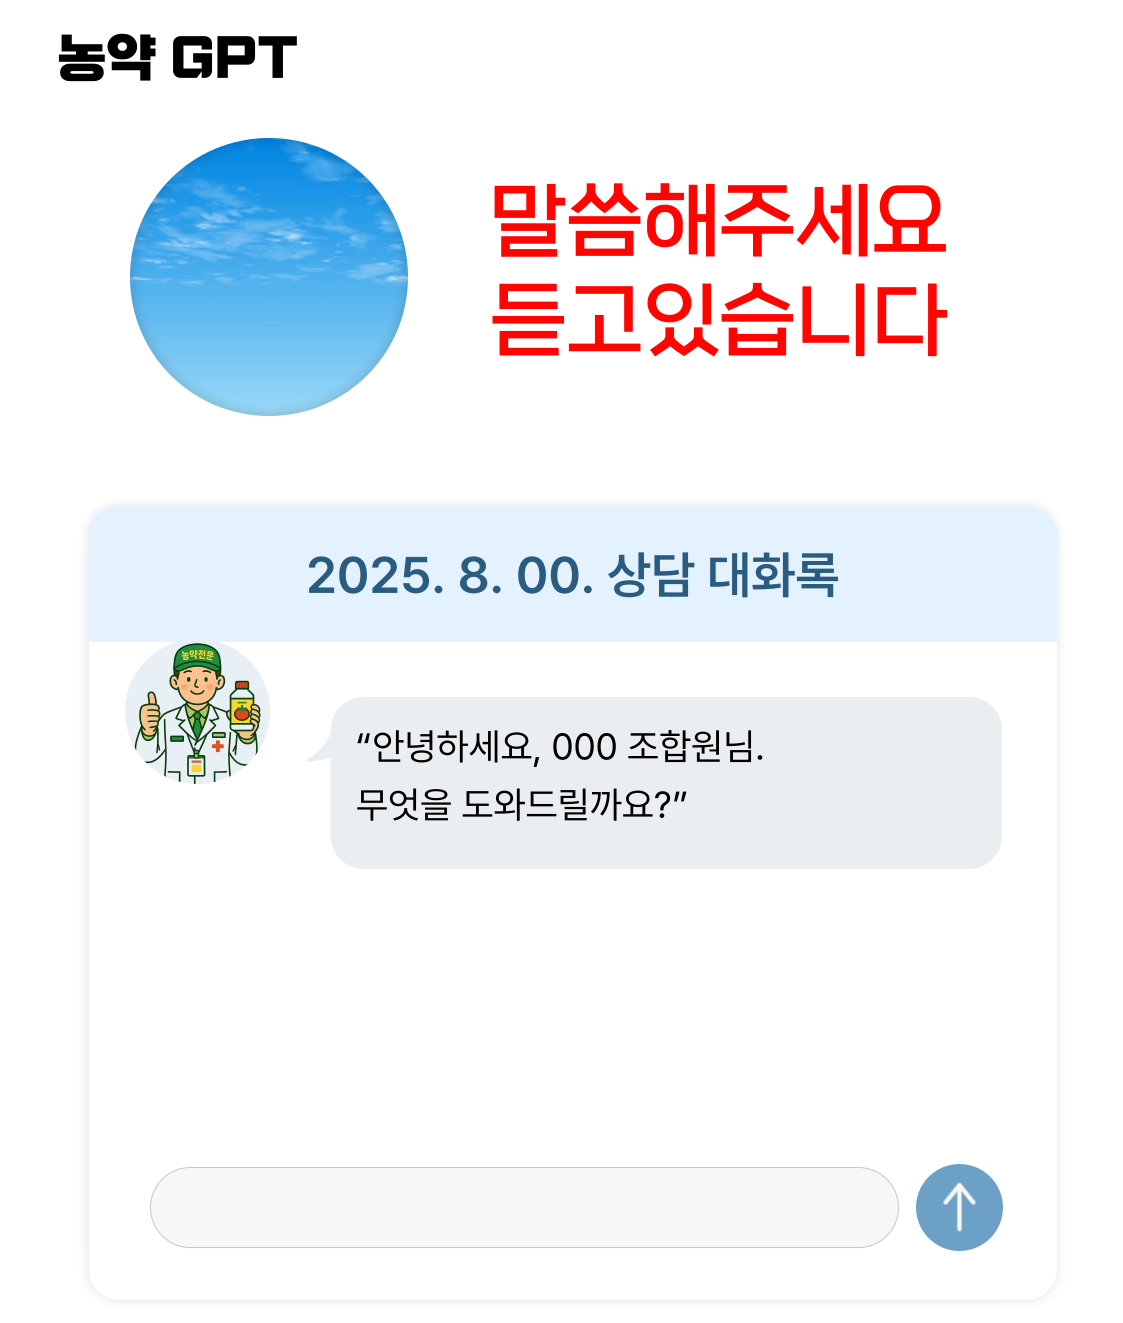 농약 GPT
말씀해주세요
듣고있습니다
2025. 8. 00. 상담 대화록
농약전문
“안녕하세요, 000 조합원님.
무엇을 도와드릴까요?”